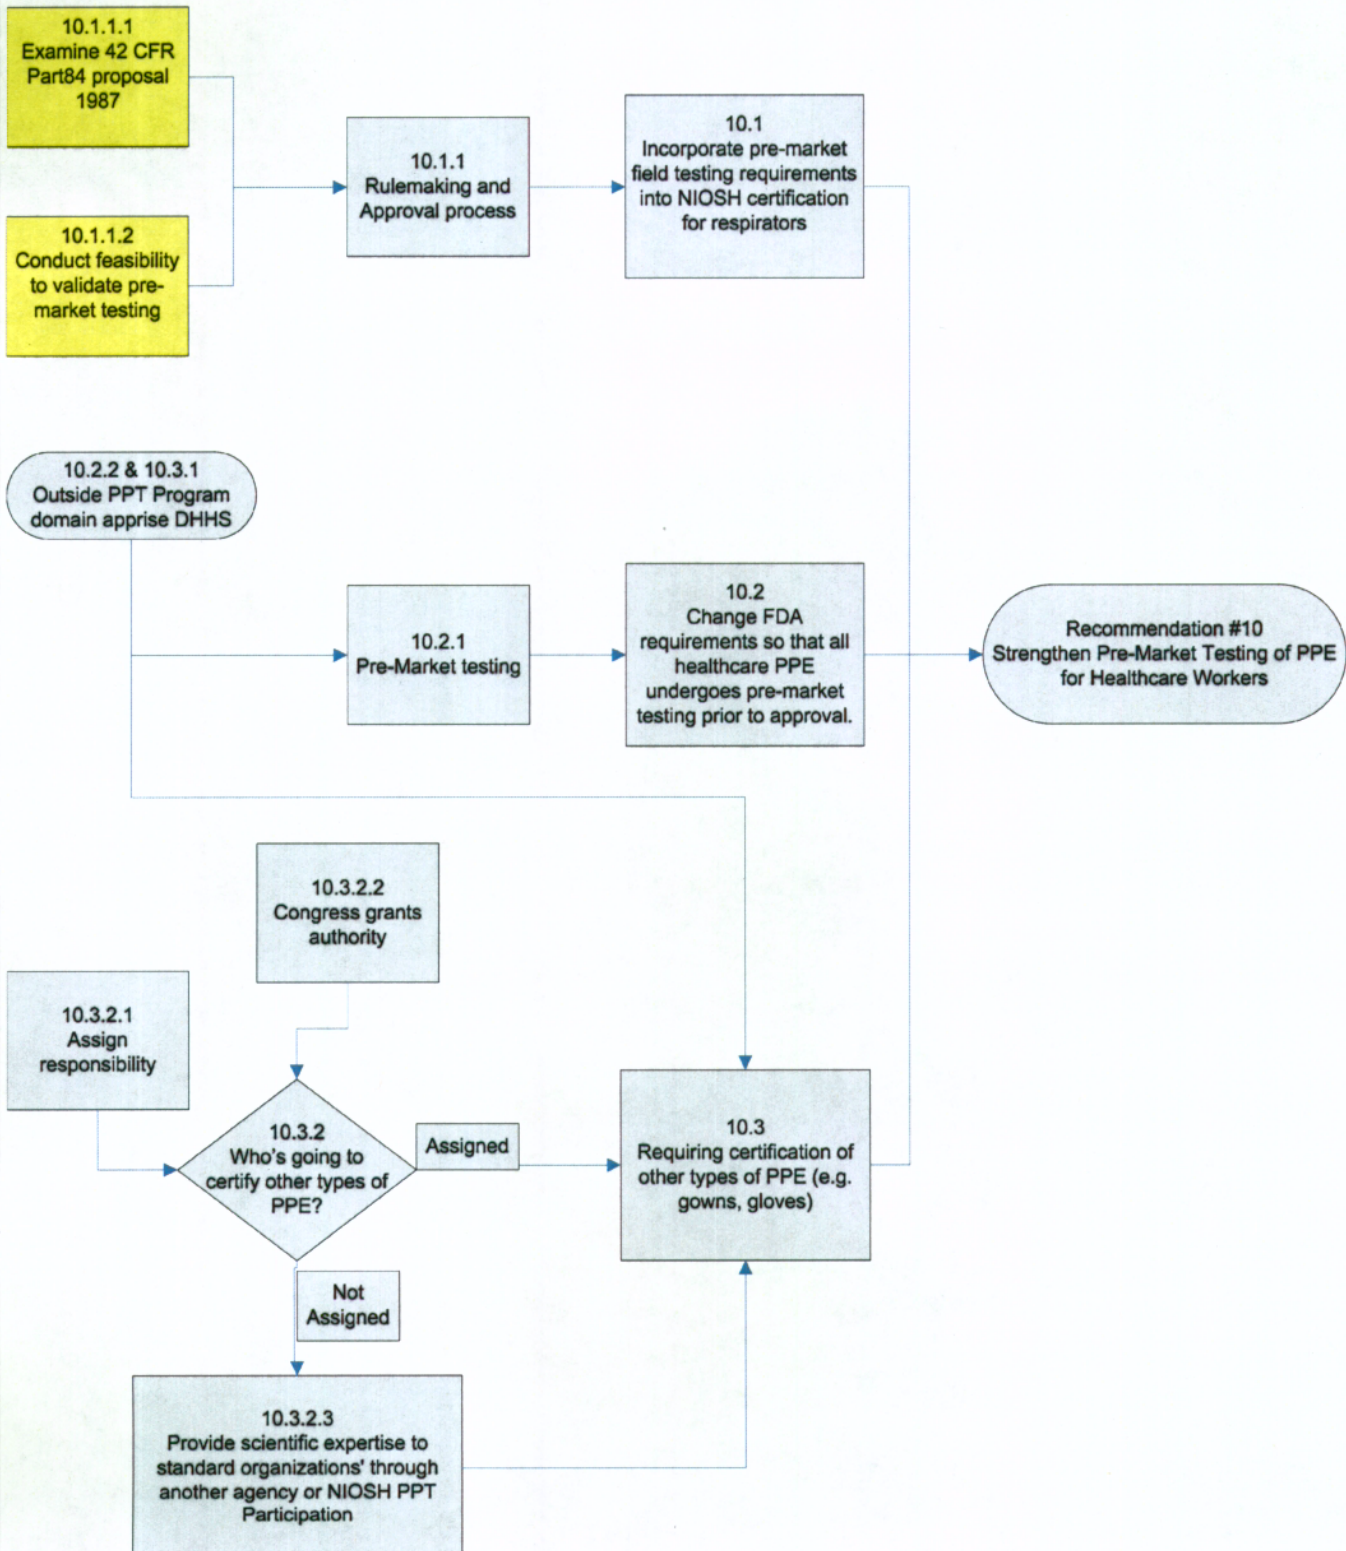 10.1.1.1
Examine 42 CFR
Part84 proposal
1987
10.1.1.2
Conduct feasibility
to validate pre-
market testing
10.1.1
Rulemaking and
Approval process
10.1
Incorporate pre-market
field testing requirements
into NIOSH certification
for respirators
10.2.2 & 10.3.1
Outside PPT Program
domain apprise DHHS
10.2.1
Pre-Market testing
10.2
Change FDA
requirements so that all
healthcare PPE
undergoes pre-market
testing prior to approval.
Recommendation #10
Strengthen Pre-Market Testing of PPE
for Healthcare Workers
10.3.2.2
Congress grants
authority
10.3.2.1
Assign
responsibility
10.3.2
Who's going to
certify other types of
PPE?
Assigned
10.3
Requiring certification of
other types of PPE (e.g.
gowns, gloves)
Not
Assigned
10.3.2.3
Provide scientific expertise to
standard organizations' through
another agency or NIOSH PPT
Participation